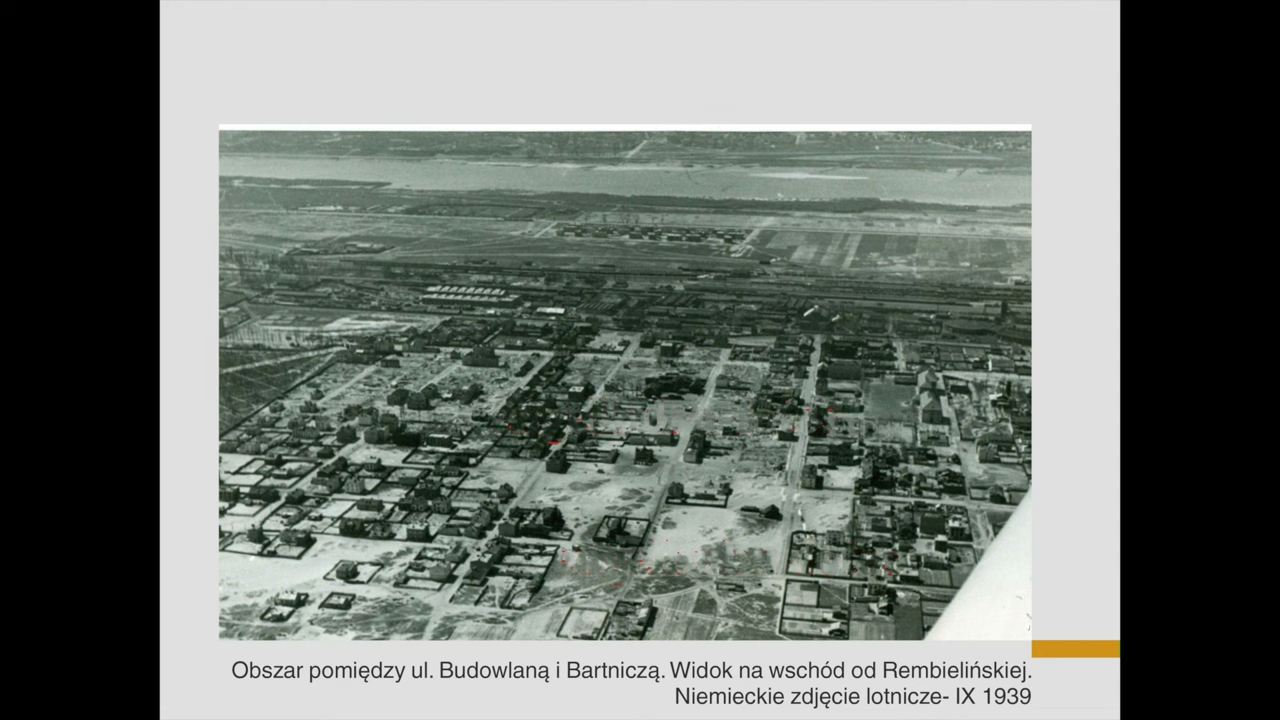 Obszar pomiędzy ul. Budowlaną i Bartniczą. Widok na wschód od Rembielińskiej.
Niemieckie zdjęcie lotnicze- IX 1939